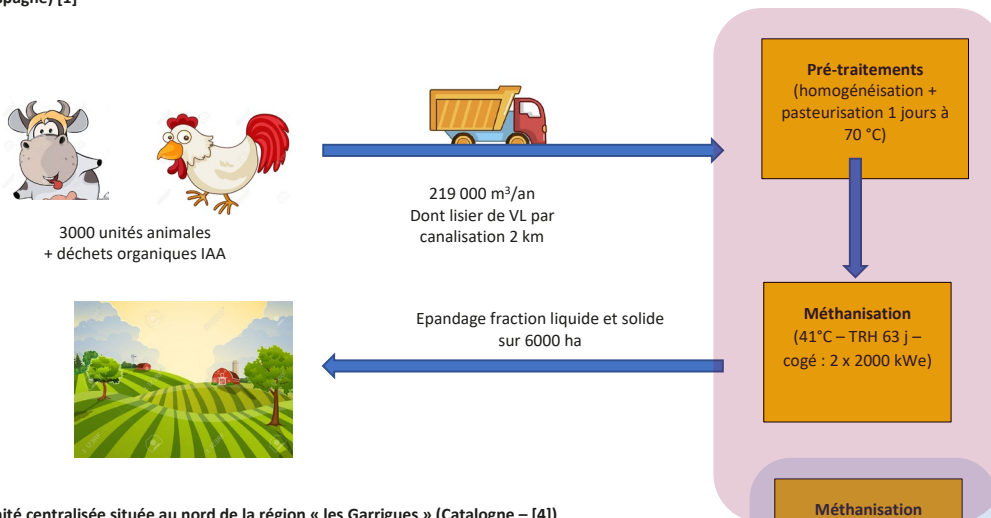 [1]
Pré-traitements
(homogénéisation +
pasteurisation 1 jours à
70 °C)
219 000 m³/an
Dont lisier de VL par
canalisation 2 km
3000 unités animales
+ déchets organiques IAA
Epandage fraction liquide et solide
sur 6000 ha
Méthanisation
(41°C – TRH 63 j –
cogé : 2 x 2000 kWe)
centralisée située au nord de la région « les Garrigues » (Catalogne – [4])
Méthanisation